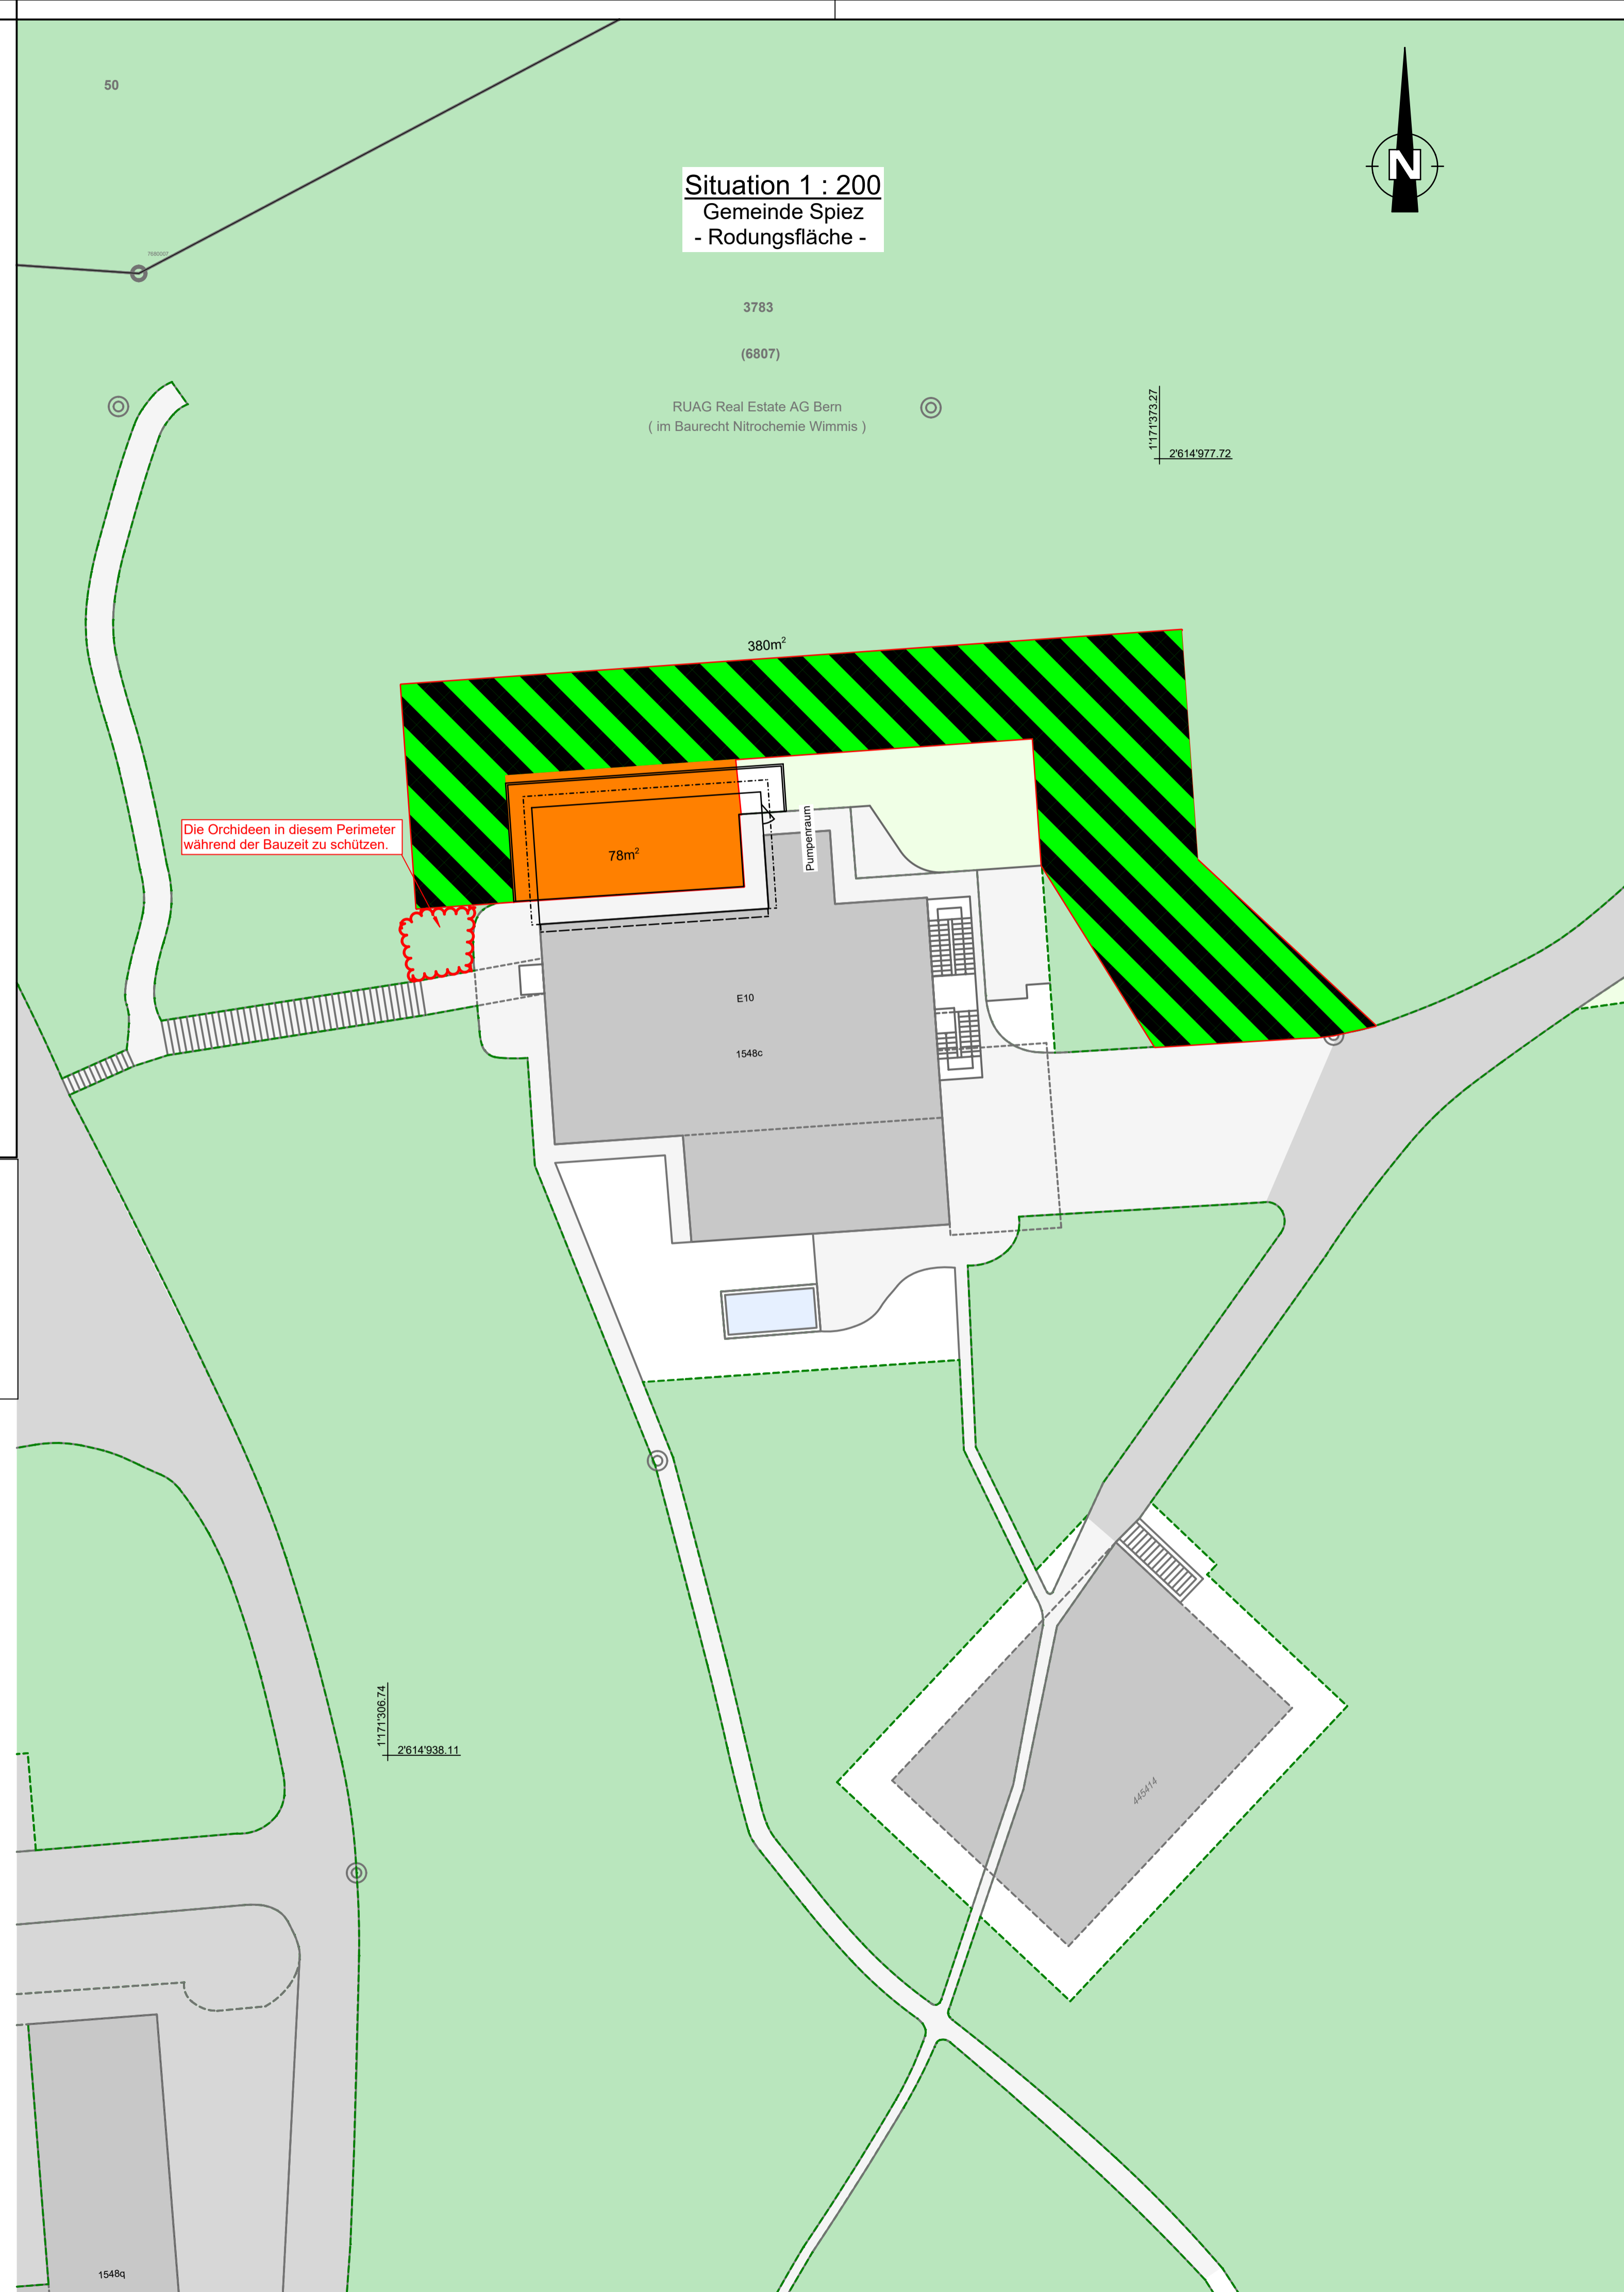 50
N
Situation 1 : 200
Gemeinde Spiez
- Rodungsfläche -
7660007
3783
(6807)
RUAG Real Estate AG Bern
( im Baurecht Nitrochemie Wimmis )
1'171'373.27
2'614'977.72
380m²
Die Orchideen in diesem Perimeter
während der Bauzeit zu schützen.
78m²
Pumpenraum
E10
1548c
1'171'306.74
2'614'938.11
445414
1548q